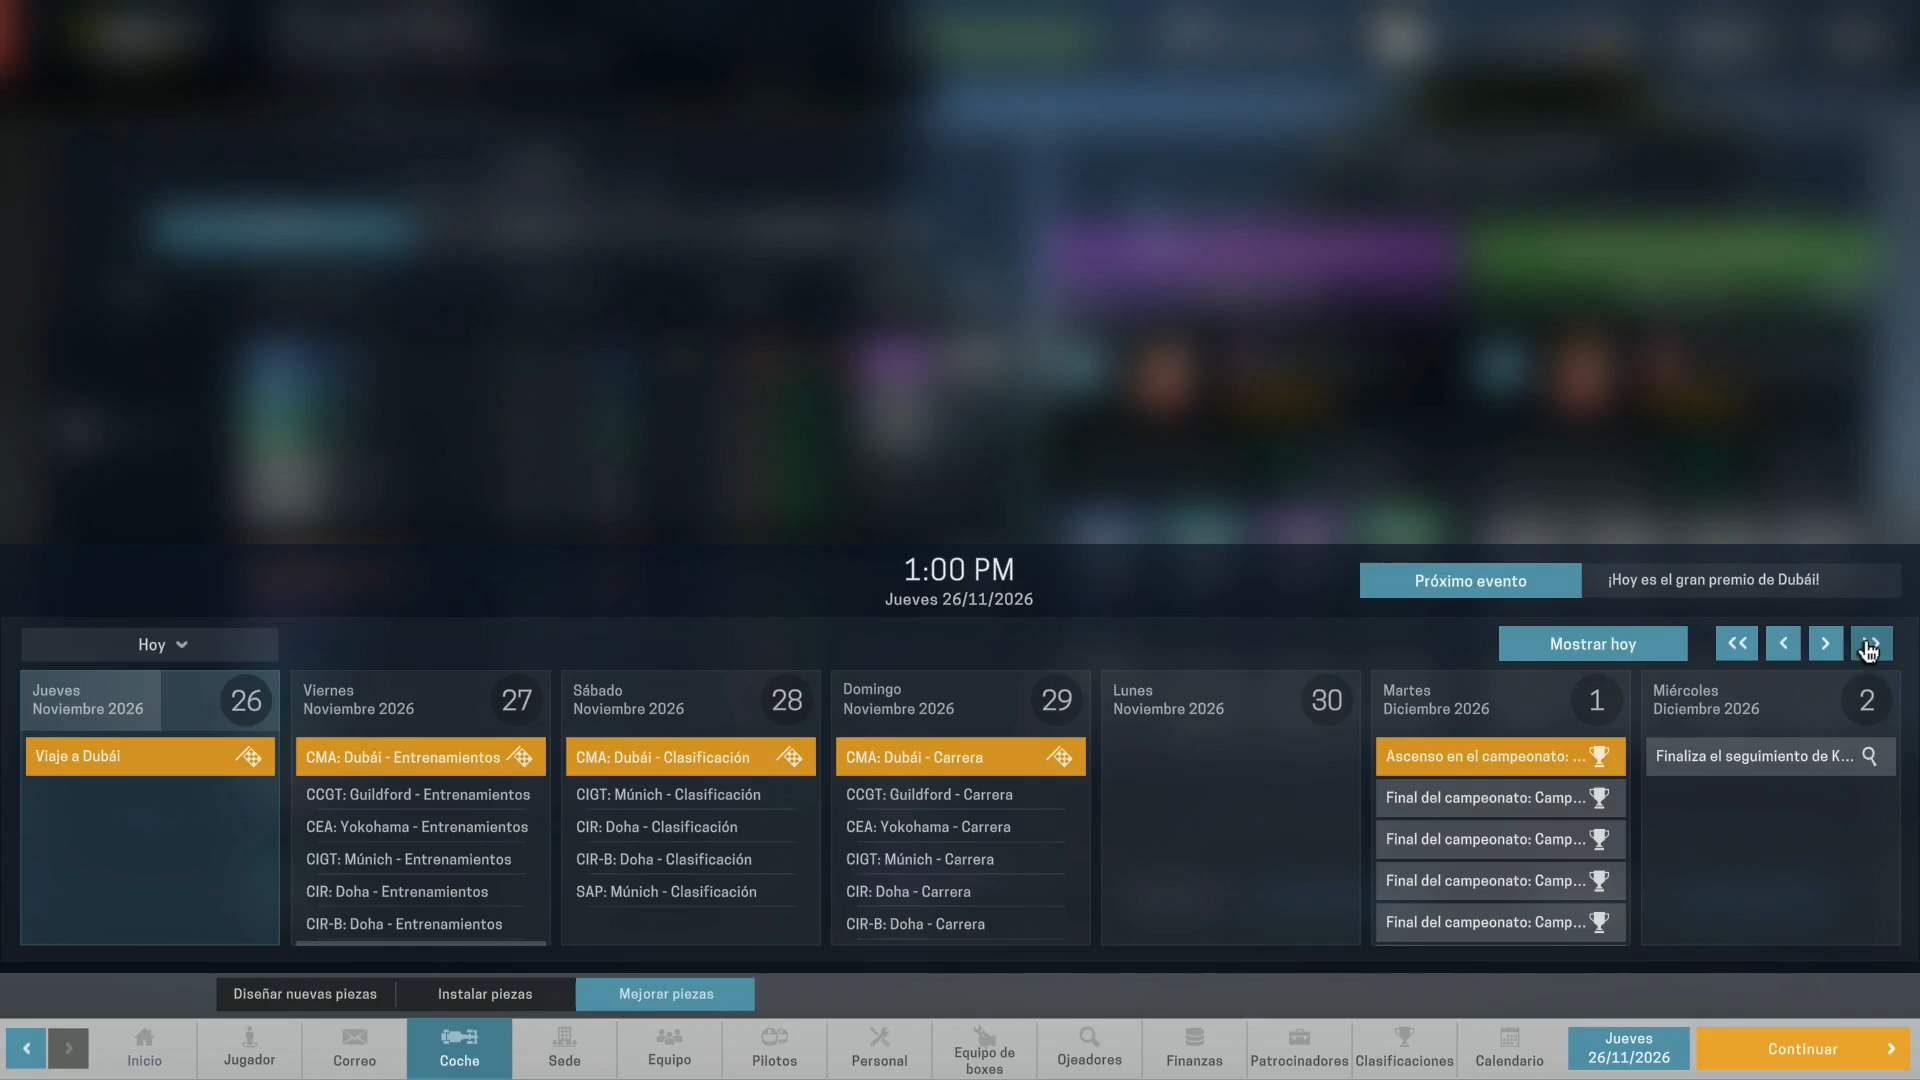 1:00 PM
Jueves 26/11/2026
Próximo evento
¡Hoy es el gran premio de Dubái!
Hoy
Mostrar hoy
Jueves
Noviembre 2026
26
Viaje a Dubái
Viernes
Noviembre 2026
27
CMA: Dubái - Entrenamientos
CCGT: Guildford - Entrenamientos
CEA: Yokohama - Entrenamientos
CIGT: Múnich - Entrenamientos
CIR: Doha - Entrenamientos
CIR-B: Doha - Entrenamientos
Sábado
Noviembre 2026
28
CMA: Dubái - Clasificación
CIGT: Múnich - Clasificación
CIR: Doha - Clasificación
CIR-B: Doha - Clasificación
SAP: Múnich - Clasificación
Domingo
Noviembre 2026
29
CMA: Dubái - Carrera
CCGT: Guildford - Carrera
CEA: Yokohama - Carrera
CIGT: Múnich - Carrera
CIR: Doha - Carrera
CIR-B: Doha - Carrera
Lunes
Noviembre 2026
30
Martes
Diciembre 2026
1
Ascenso en el campeonato: ...
Final del campeonato: Camp...
Final del campeonato: Camp...
Final del campeonato: Camp...
Final del campeonato: Camp...
Miércoles
Diciembre 2026
2
Finaliza el seguimiento de K...
Diseñar nuevas piezas
Instalar piezas
Mejorar piezas
Inicio
Jugador
Correo
Coche
Sede
Equipo
Pilotos
Personal
Equipo de
boxes
Ojeadores
Finanzas
Patrocinadores
Clasificaciones
Calendario
Jueves
26/11/2026
Continuar